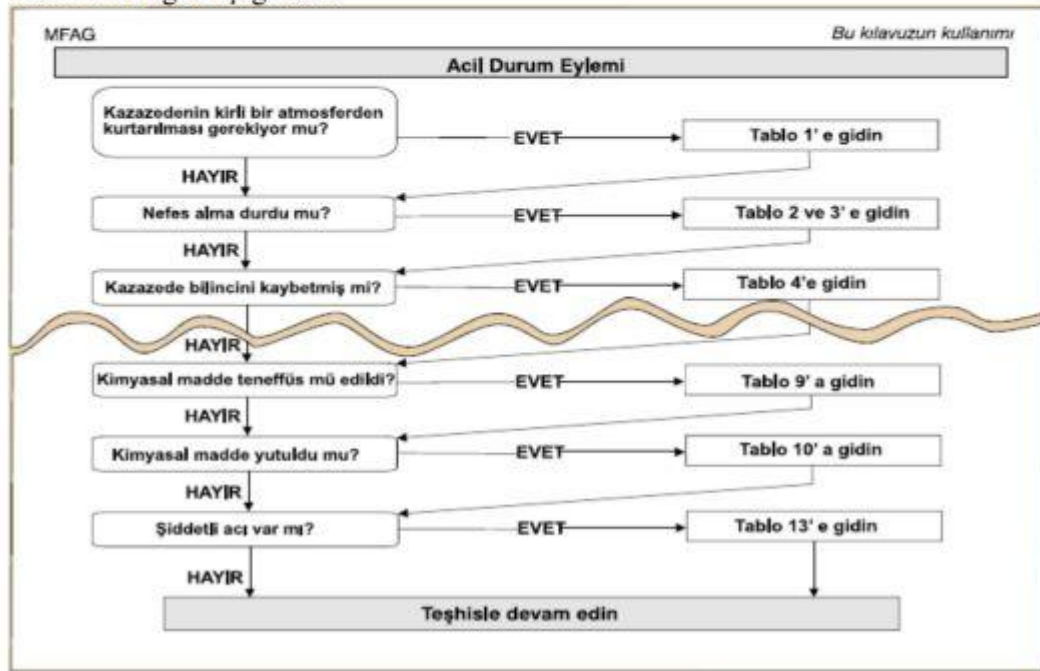 MFAG
Bu kılavuzun kullanımı
Acil Durum Eylemi
Kazazedenin kirli bir atmosferden
kurtarılması gerekiyor mu?
EVET
Tablo 1' e gidin
HAYIR
Nefes alma durdu mu?
EVET
Tablo 2 ve 3' e gidin
HAYIR
Kazazede bilincini kaybetmiş mi?
EVET
Tablo 4'e gidin
HAYIR
Kimyasal madde teneffüs mü edildi?
EVET
Tablo 9' a gidin
HAYIR
Kimyasal madde yutuldu mu?
EVET
Tablo 10' a gidin
HAYIR
Şiddetli acı var mı?
EVET
Tablo 13' e gidin
HAYIR
Teşhisle devam edin